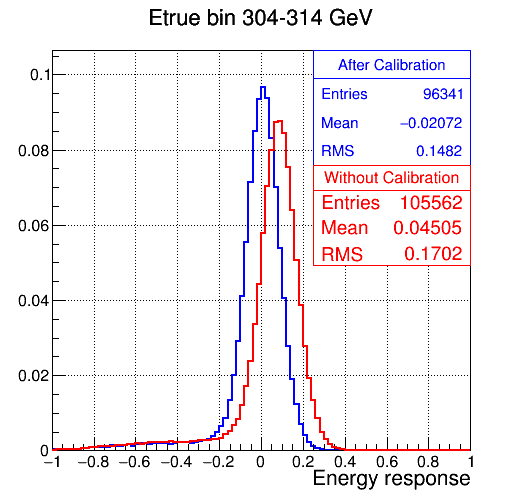 Etrue bin 304-314 GeV
After Calibration
Entries 96341
Mean −0.02072
RMS 0.1482
Without Calibration
Entries 105562
Mean 0.04505
RMS 0.1702
0.1
0.08
0.06
0.04
0.02
0
−1 −0.8 −0.6 −0.4 −0.2 0 0.2 0.4 0.6 0.8 1
Energy response